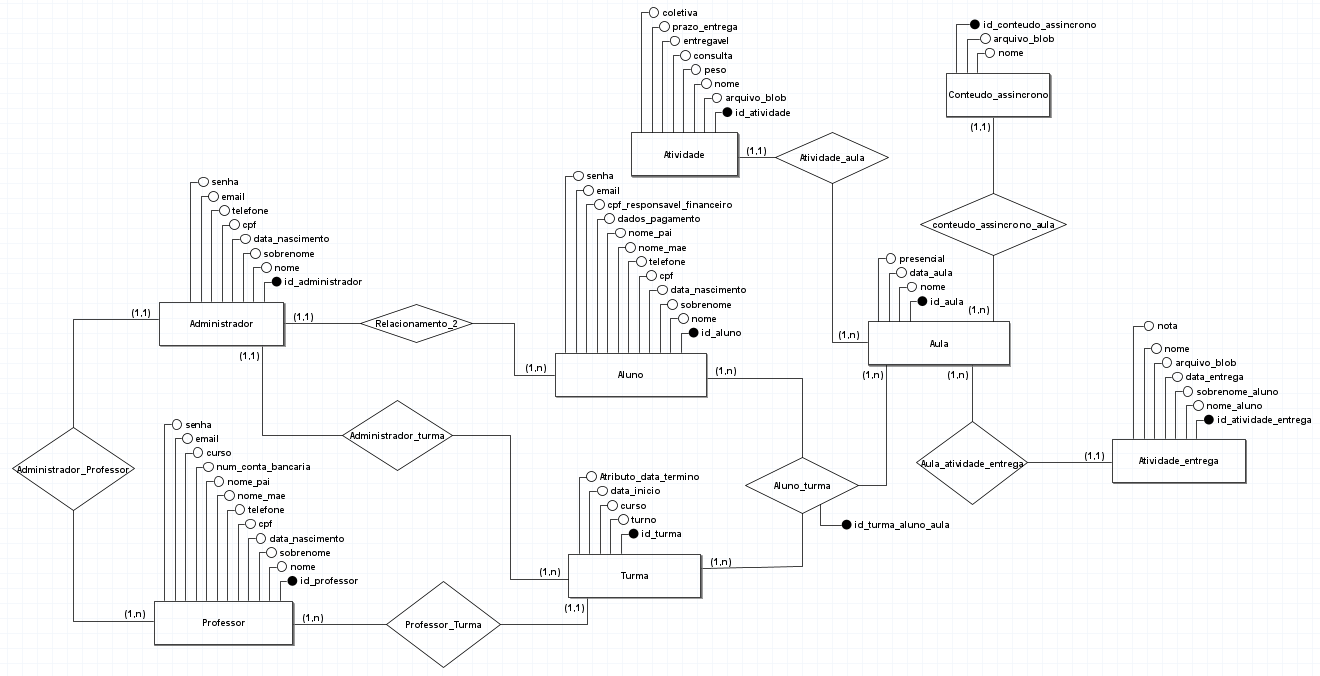 coletiva
prazo_entrega
entregavel
consulta
peso
nome
arquivo_blob
id_atividade
Atividade
(1,1)
Atividade_aula
id_conteudo_assincrono
arquivo_blob
nome
Conteudo_assincrono
(1,1)
conteudo_assincrono_aula
(1,n)
senha
email
telefone
cpf
data_nascimento
sobrenome
nome
id_administrador
Administrador
(1,1)
(1,1)
(1,1)
Relacionamento_2
senha
email
cpf_responsavel_financeiro
dados_pagamento
nome_pai
nome_mae
telefone
cpf
data_nascimento
sobrenome
nome
id_aluno
Aluno
(1,n)
(1,n)
presencial
data_aula
nome
id_aula
Aula
(1,n)
(1,n)
(1,n)
nota
nome
arquivo_blob
data_entrega
sobrenome_aluno
nome_aluno
id_atividade_entrega
Atividade_entrega
(1,1)
Aula_atividade_entrega
Administrador_turma
Administrador_Professor
senha
email
curso
num_conta_bancaria
nome_pai
nome_mae
telefone
cpf
data_nascimento
sobrenome
nome
id_professor
Professor
(1,n)
(1,n)
Professor_Turma
Atributo_data_termino
data_inicio
curso
turno
id_turma
Turma
(1,n)
(1,n)
(1,1)
Aluno_turma
id_turma_aluno_aula